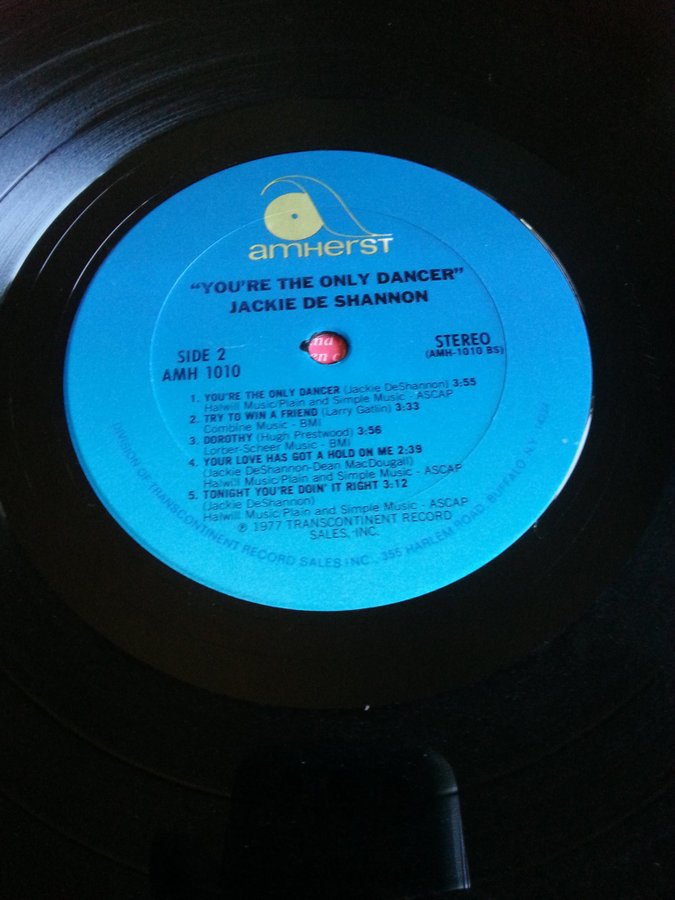 amHersT
"YOU'RE THE ONLY DANCER"
JACKIE DE SHANNON
SIDE 2
AMH 1010
STEREO
(AMH-1010 BS)
1. YOU'RE THE ONLY DANCER (Jackie DeShannon) 3:55
Halwill Music/Plain and Simple Music - ASCAP
2. TRY TO WIN A FRIEND (Larry Gatlin) 3:33
Combine Music - BMI
3. DOROTHY (Hugh Prestwood) 3:56
Lorber-Scheer Music - BMI
4. YOUR LOVE HAS GOT A HOLD ON ME 2:39
(Jackie DeShannon-Dean MacDougall)
Halwill Music/Plain and Simple Music - ASCAP
5. TONIGHT YOU'RE DOIN' IT RIGHT 3:12
(Jackie DeShannon)
Halwill Music/Plain and Simple Music - ASCAP
℗ 1977 TRANSCONTINENT RECORD
SALES, INC.
DIVISION OF TRANSCONTINENT RECORD SALES INC., 355 HARLEM ROAD, BUFFALO, N.Y.